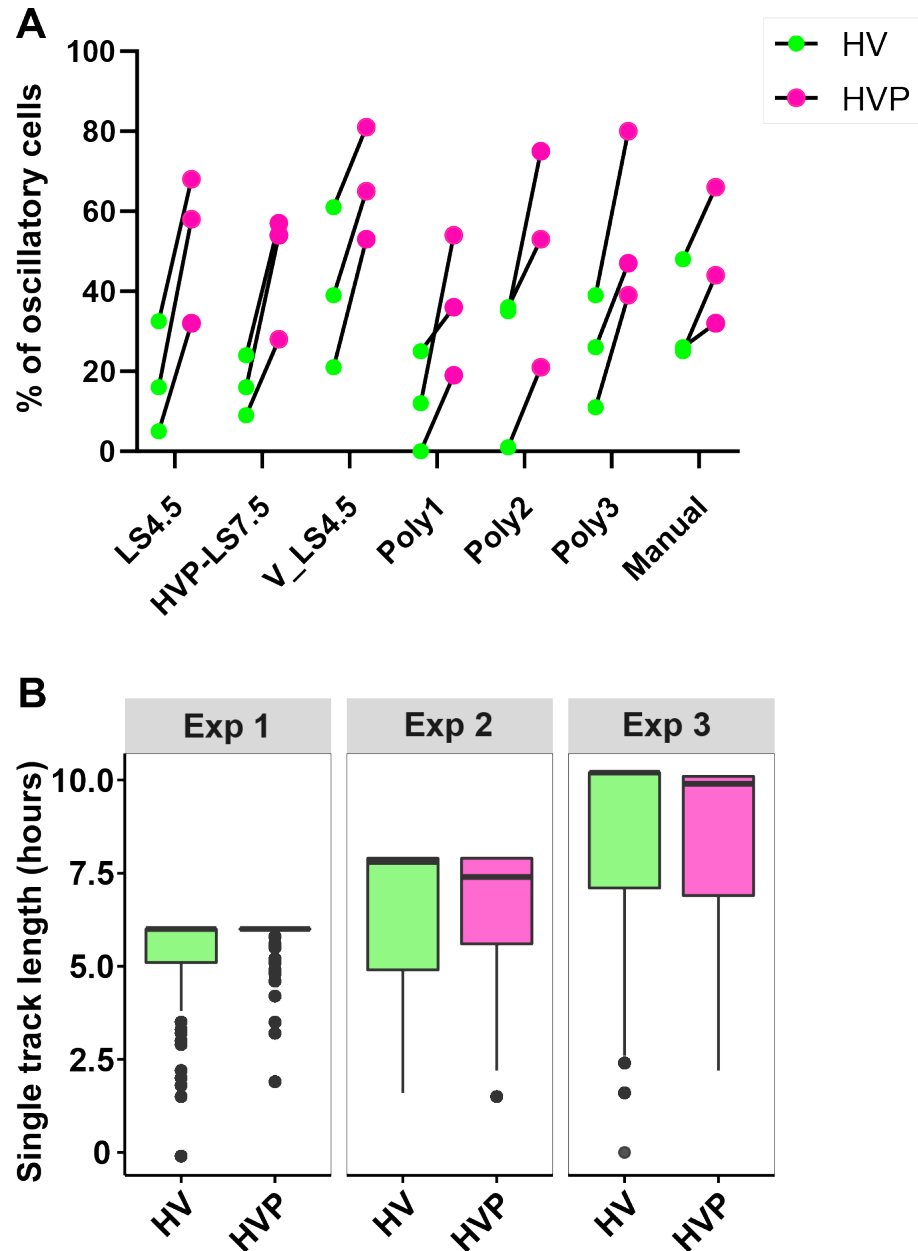 A
% of oscillatory cells
100
80
60
40
20
0
LS4.5
HVP-LS7.5
V_LS4.5
Poly1
Poly2
Poly3
Manual
HV
HVP
B
Exp 1
Exp 2
Exp 3
Single track length (hours)
10.0
7.5
5.0
2.5
0
HV
HVP
HV
HVP
HV
HVP